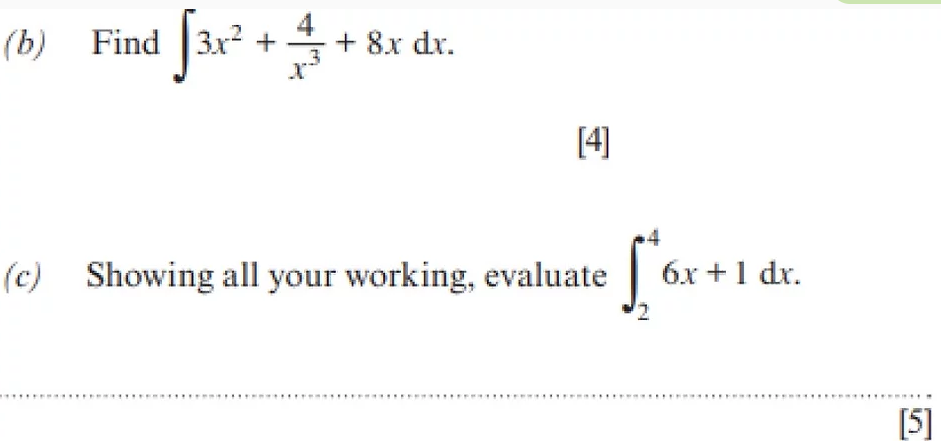 (b) Find ∫3x² + 4/x³ + 8x dx.
[4]
(c) Showing all your working, evaluate ∫₂⁴ 6x + 1 dx.
[5]